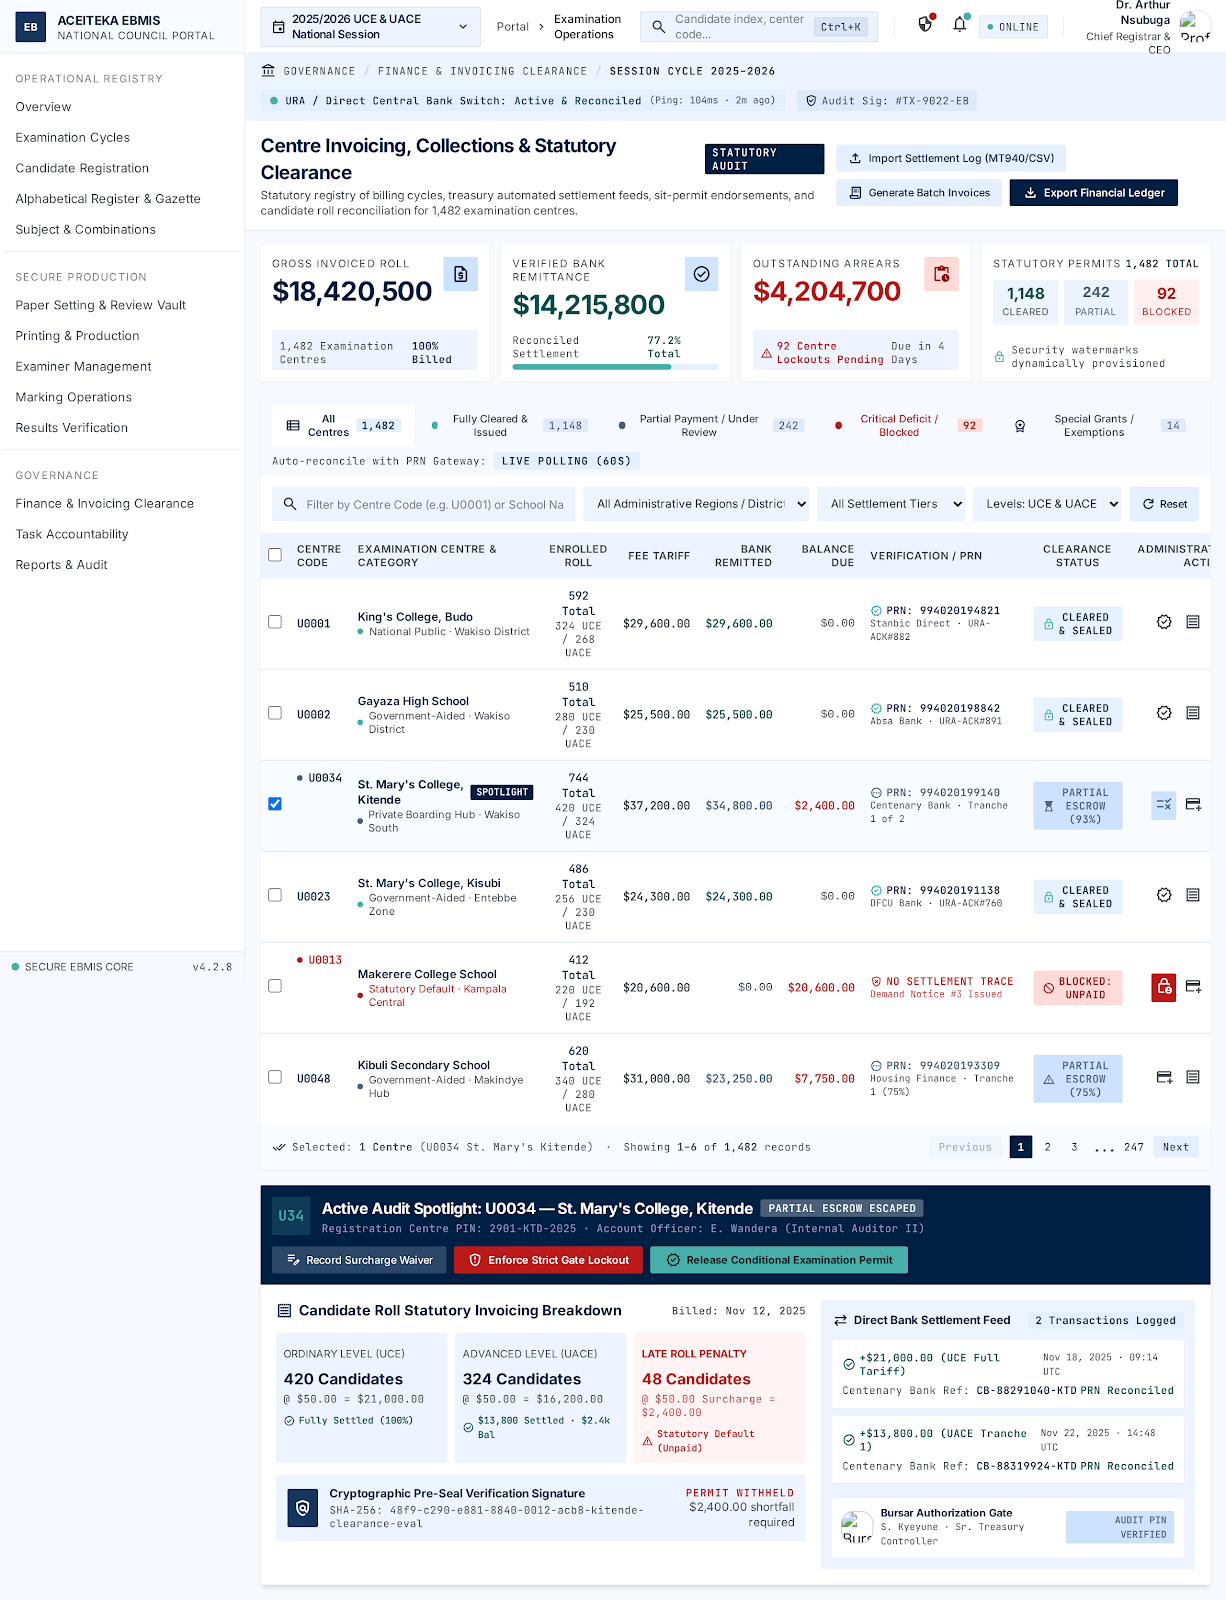 EB
ACEITEKA EBMIS
NATIONAL COUNCIL PORTAL
2025/2026 UCE & UACE
National Session
Portal
Examination
Operations
Candidate index, center
code...
Ctrl+K
ONLINE
Dr. Arthur
Nsubuga
Chief Registrar &
CEO
OPERATIONAL REGISTRY
Overview
Examination Cycles
Candidate Registration
Alphabetical Register & Gazette
Subject & Combinations
SECURE PRODUCTION
Paper Setting & Review Vault
Printing & Production
Examiner Management
Marking Operations
Results Verification
GOVERNANCE
Finance & Invoicing Clearance
Task Accountability
Reports & Audit
SECURE EBMIS CORE
v4.2.8
GOVERNANCE / FINANCE & INVOICING CLEARANCE / SESSION CYCLE 2025-2026
URA / Direct Central Bank Switch: Active & Reconciled (Ping: 104ms · 2m ago)
Audit Sig: #TX-9022-EB
Centre Invoicing, Collections & Statutory
Clearance
STATUTORY
AUDIT
Statutory registry of billing cycles, treasury automated settlement feeds, sit-permit endorsements, and
candidate roll reconciliation for 1,482 examination centres.
Import Settlement Log (MT940/CSV)
Generate Batch Invoices
Export Financial Ledger
GROSS INVOICED ROLL
$18,420,500
1,482 Examination
Centres
100%
Billed
VERIFIED BANK
REMITTANCE
$14,215,800
Reconciled
Settlement
77.2%
Total
OUTSTANDING ARREARS
$4,204,700
92 Centre
Lockouts Pending
Due in 4
Days
STATUTORY PERMITS 1,482 TOTAL
1,148
CLEARED
242
PARTIAL
92
BLOCKED
Security watermarks
dynamically provisioned
All
Centres
1,482
Fully Cleared &
Issued
1,148
Partial Payment / Under
Review
242
Critical Deficit /
Blocked
92
Special Grants /
Exemptions
14
Auto-reconcile with PRN Gateway: LIVE POLLING (60S)
Filter by Centre Code (e.g. U0001) or School Na
All Administrative Regions / District
All Settlement Tiers
Levels: UCE & UACE
Reset
CENTRE
CODE
EXAMINATION CENTRE &
CATEGORY
ENROLLED
ROLL
FEE TARIFF
BANK
REMITTED
BALANCE
DUE
VERIFICATION / PRN
CLEARANCE
STATUS
ADMINISTRAT
ACTI
U0001
King's College, Budo
National Public · Wakiso District
592
Total
324 UCE
/ 268
UACE
$29,600.00
$29,600.00
$0.00
PRN: 994020194821
Stanbic Direct · URA-
ACK#882
CLEARED
& SEALED
U0002
Gayaza High School
Government-Aided · Wakiso
District
510
Total
280 UCE
/ 230
UACE
$25,500.00
$25,500.00
$0.00
PRN: 994020198842
Absa Bank · URA-ACK#891
CLEARED
& SEALED
U0034
St. Mary's College,
Kitende
SPOTLIGHT
Private Boarding Hub · Wakiso
South
744
Total
420 UCE
/ 324
UACE
$37,200.00
$34,800.00
$2,400.00
PRN: 994020199140
Centenary Bank · Tranche
1 of 2
PARTIAL
ESCROW
(93%)
U0023
St. Mary's College, Kisubi
Government-Aided · Entebbe
Zone
486
Total
256 UCE
/ 230
UACE
$24,300.00
$24,300.00
$0.00
PRN: 994020191138
DFCU Bank · URA-ACK#760
CLEARED
& SEALED
U0013
Makerere College School
Statutory Default · Kampala
Central
412
Total
220 UCE
/ 192
UACE
$20,600.00
$0.00
$20,600.00
NO SETTLEMENT TRACE
Demand Notice #3 Issued
BLOCKED:
UNPAID
U0048
Kibuli Secondary School
Government-Aided · Makindye
Hub
620
Total
340 UCE
/ 280
UACE
$31,000.00
$23,250.00
$7,750.00
PRN: 994020193309
Housing Finance · Tranche
1 (75%)
PARTIAL
ESCROW
(75%)
Selected: 1 Centre (U0034 St. Mary's Kitende) · Showing 1-6 of 1,482 records
Previous 1 2 3 ... 247 Next
U34
Active Audit Spotlight: U0034 — St. Mary's College, Kitende
PARTIAL ESCROW ESCAPED
Registration Centre PIN: 2901-KTD-2025 · Account Officer: E. Wandera (Internal Auditor II)
Record Surcharge Waiver
Enforce Strict Gate Lockout
Release Conditional Examination Permit
Candidate Roll Statutory Invoicing Breakdown
Billed: Nov 12, 2025
ORDINARY LEVEL (UCE)
420 Candidates
@ $50.00 = $21,000.00
Fully Settled (100%)
ADVANCED LEVEL (UACE)
324 Candidates
@ $50.00 = $16,200.00
$13,800 Settled · $2.4k
Bal
LATE ROLL PENALTY
48 Candidates
@ $50.00 Surcharge =
$2,400.00
Statutory Default
(Unpaid)
Cryptographic Pre-Seal Verification Signature
SHA-256: 48f9-c290-e881-8840-0012-acb8-kitende-
clearance-eval
PERMIT WITHHELD
$2,400.00 shortfall
required
Direct Bank Settlement Feed
2 Transactions Logged
+$21,000.00 (UCE Full
Tariff)
Nov 18, 2025 · 09:14
UTC
Centenary Bank Ref: CB-88291040-KTD PRN Reconciled
+$13,800.00 (UACE Tranche
1)
Nov 22, 2025 · 14:48
UTC
Centenary Bank Ref: CB-88319924-KTD PRN Reconciled
Bursar Authorization Gate
S. Kyeyune · Sr. Treasury
Controller
AUDIT PIN
VERIFIED